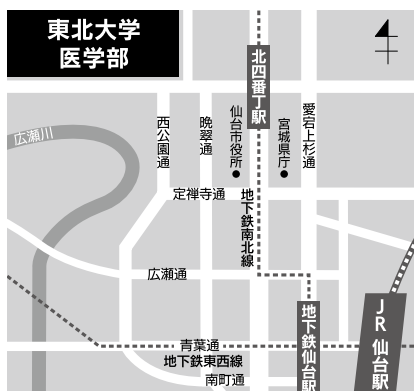 東北大学
医学部
北四番丁駅
広瀬川
西公園通
晩翠通
仙台市役所
宮城県庁
愛宕上杉通
定禅寺通
地下鉄南北線
広瀬通
地下鉄仙台駅
JR 仙台駅
青葉通
地下鉄東西線
南町通